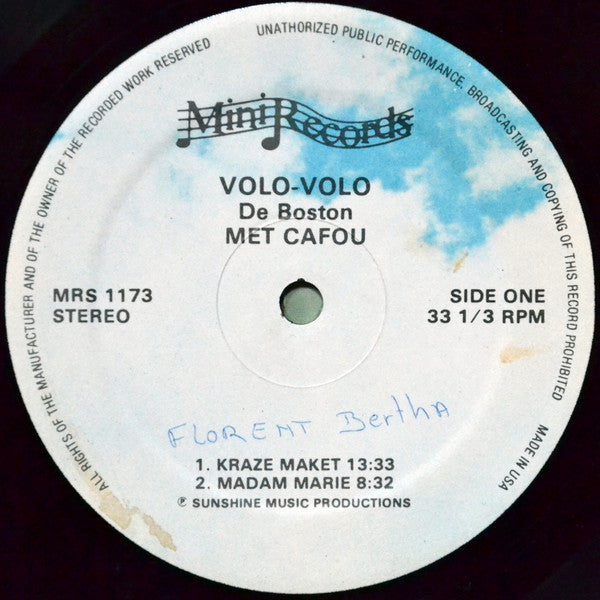 ALL RIGHTS OF THE MANUFACTURER AND OF THE OWNER OF THE RECORDED WORK RESERVED
UNATHORIZED PUBLIC PERFORMANCE, BROADCASTING AND COPYING OF THIS RECORD PROHIBITED
MADE IN USA
Mini Records
VOLO-VOLO
De Boston
MET CAFOU
MRS 1173
STEREO
SIDE ONE
33 1/3 RPM
FLORENT Bertha
1. KRAZE MAKET 13:33
2. MADAM MARIE 8:32
℗ SUNSHINE MUSIC PRODUCTIONS